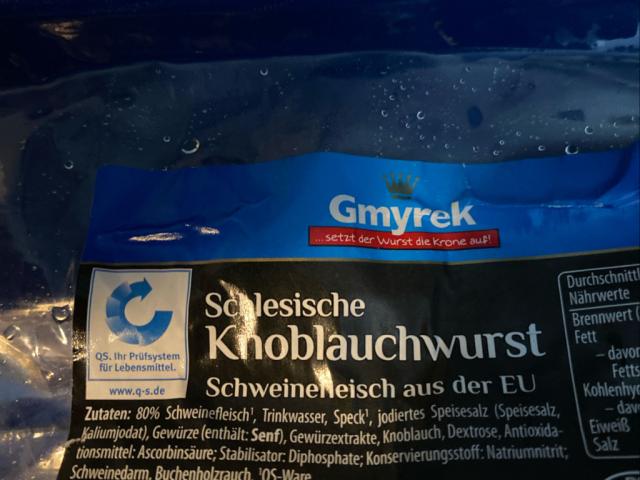 Gmyrek
...setzt der Wurst die Krone auf!
Schlesische
Knoblauchwurst
Schweinefleisch aus der EU
QS. Ihr Prüfsystem
für Lebensmittel.
www.q-s.de
Zutaten: 80% Schweinefleisch¹, Trinkwasser, Speck¹, jodiertes Speisesalz (Speisesalz,
Kaliumjodat), Gewürze (enthält: Senf), Gewürzextrakte, Knoblauch, Dextrose, Antioxida-
tionsmittel: Ascorbinsäure; Stabilisator: Diphosphate; Konservierungsstoff: Natriumnitrit;
Schweinedarm, Buchenholzrauch. ¹QS-Ware
Durchschnittl
Nährwerte
Brennwert (
Fett
– davon
Fetts
Kohlenhy
– dav
Eiweiß
Salz